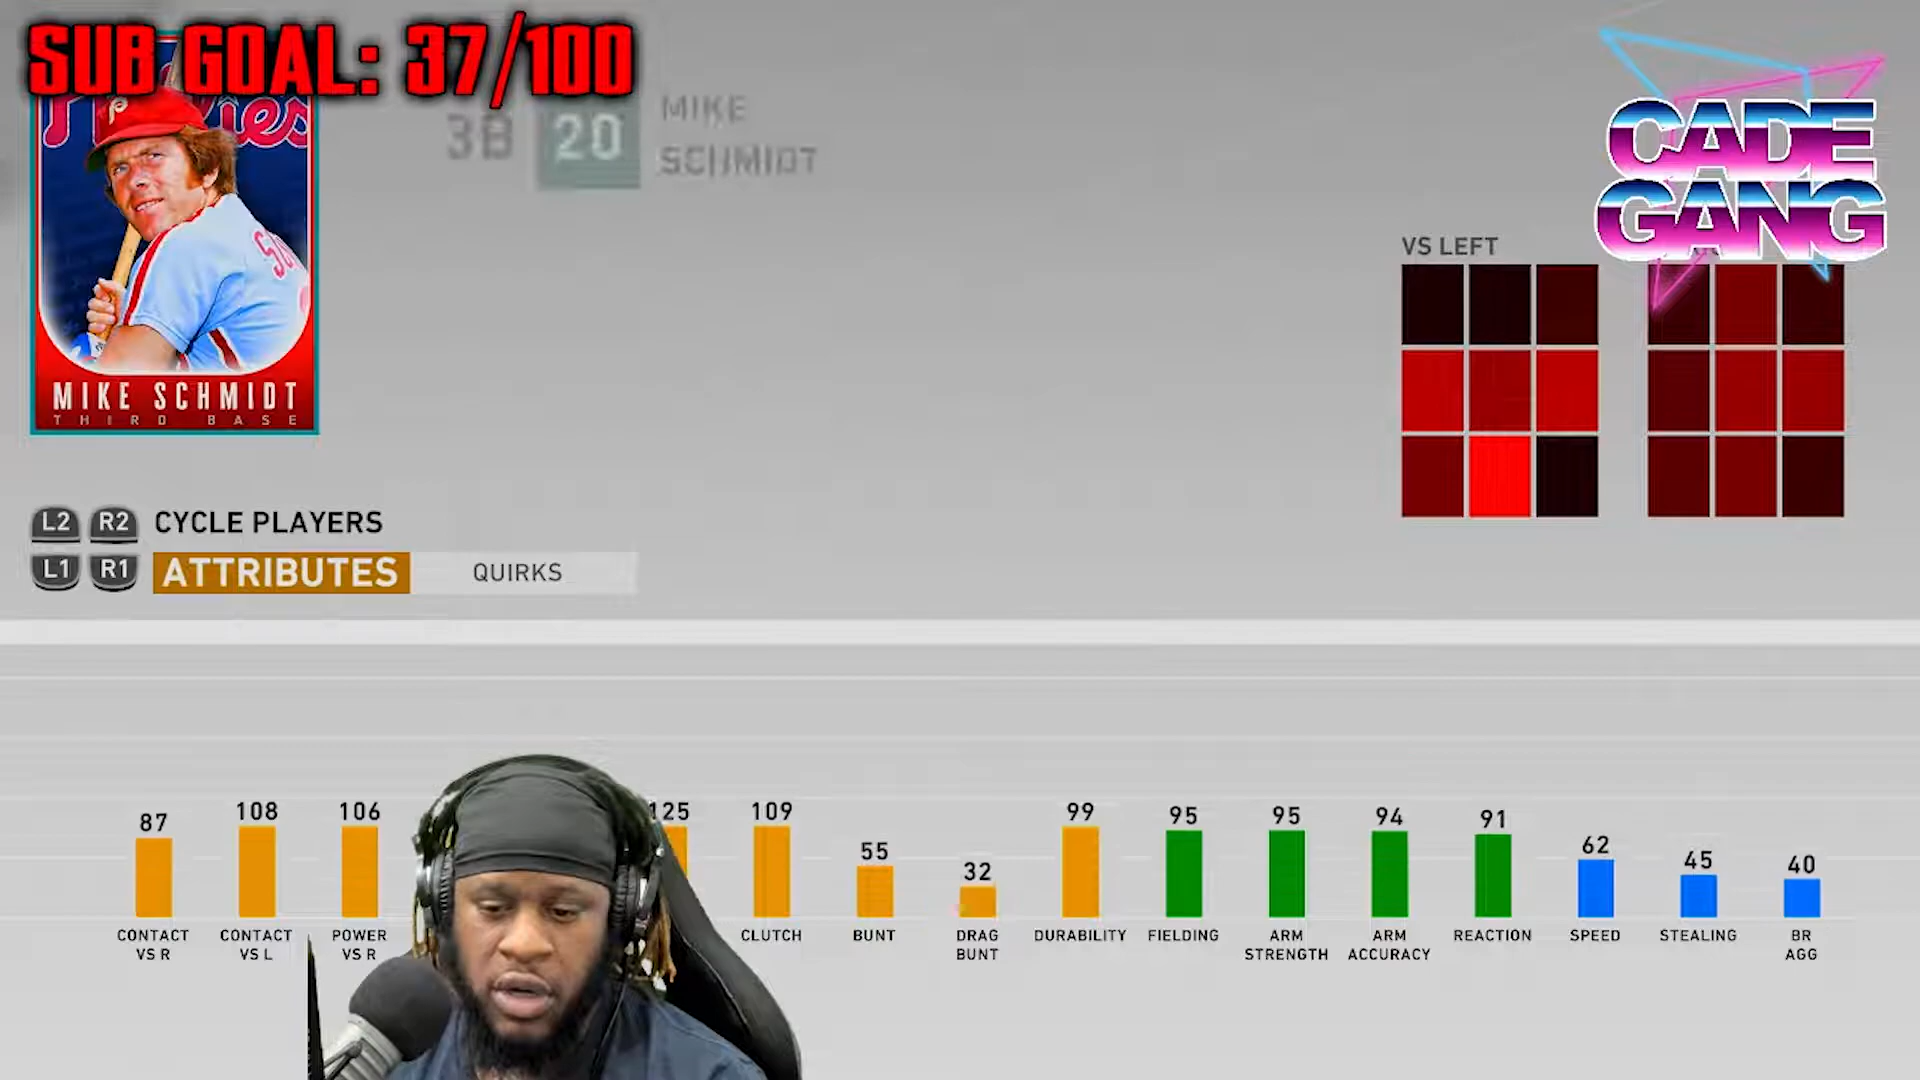 SUB GOAL: 37/100
3B 20 MIKE
SCHMIDT
CADE
GANG
MIKE SCHMIDT
THIRD BASE
VS LEFT
L2 R2 CYCLE PLAYERS
L1 R1 ATTRIBUTES QUIRKS
87 108 106 125 109 55 32 99 95 95 94 91 62 45 40
CONTACT VS R
CONTACT VS L
POWER VS R
CLUTCH
BUNT
DRAG BUNT
DURABILITY
FIELDING
ARM STRENGTH
ARM ACCURACY
REACTION
SPEED
STEALING
BR AGG